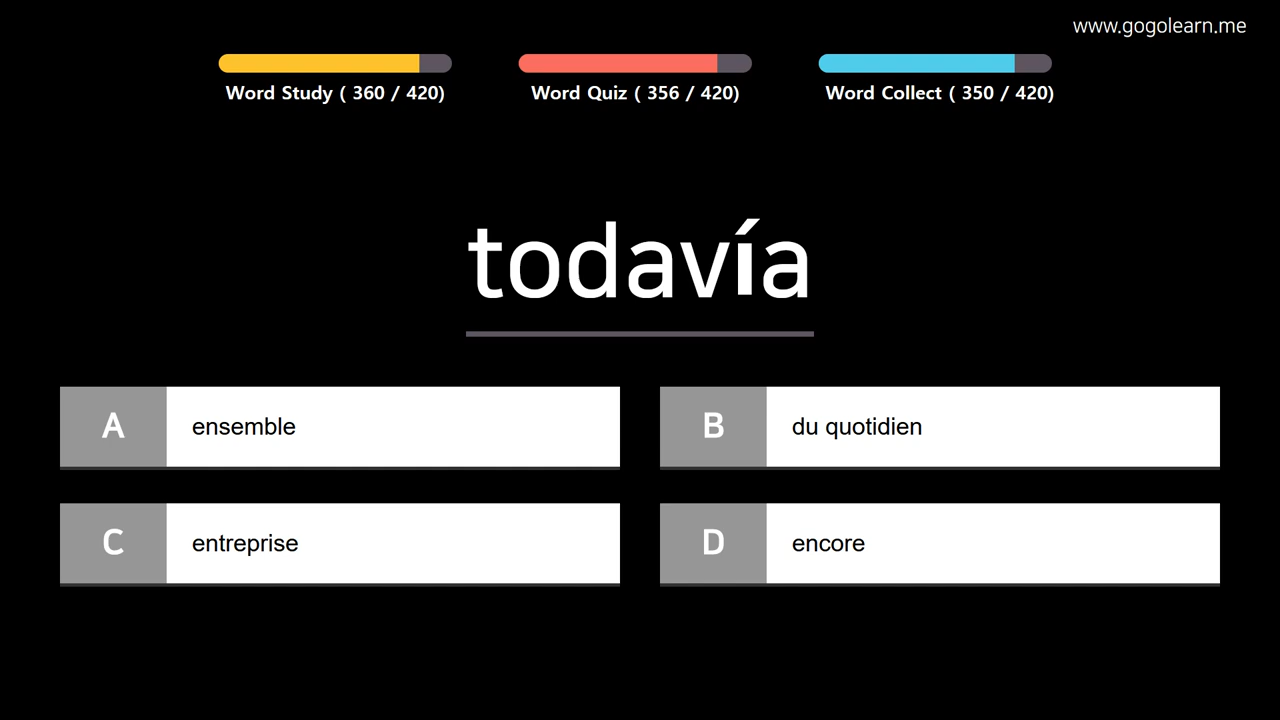 www.gogolearn.me
Word Study ( 360 / 420)
Word Quiz ( 356 / 420)
Word Collect ( 350 / 420)
todavía
A ensemble
B du quotidien
C entreprise
D encore